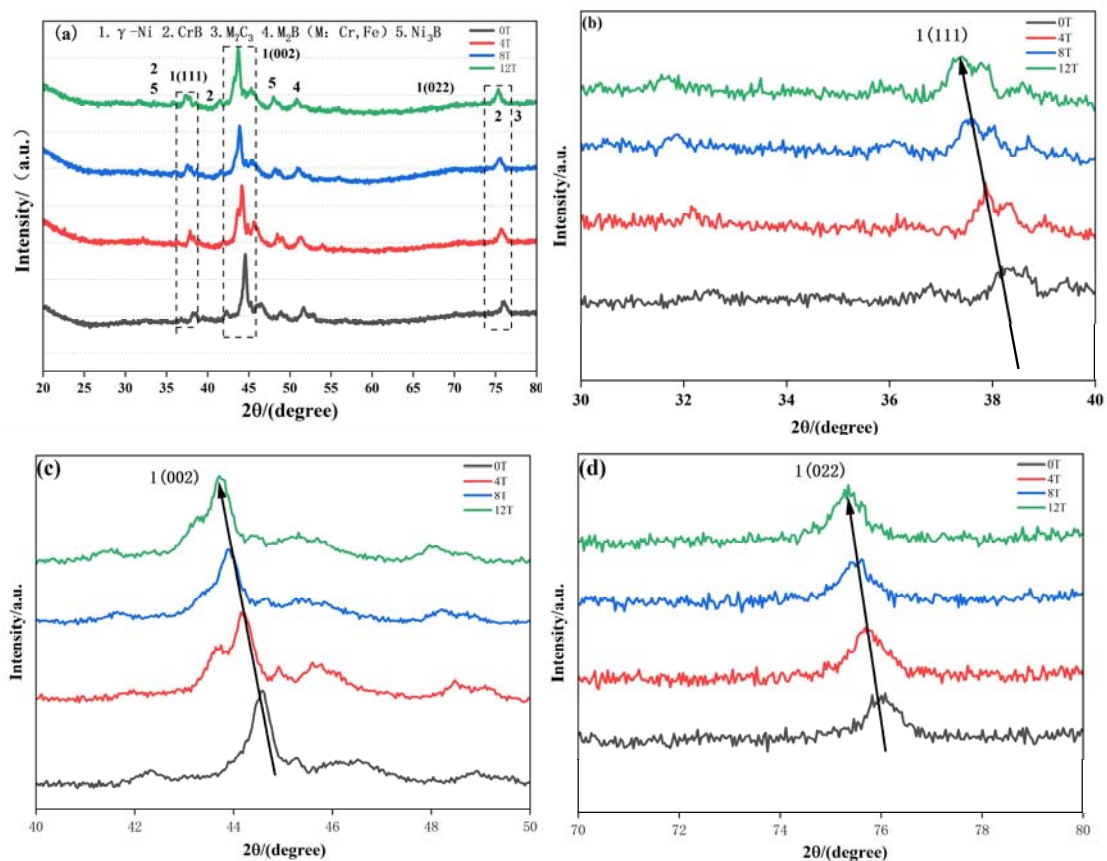 (a) 1. γ-Ni 2.CrB 3.M₇C₃ 4.M₂B（M：Cr,Fe）5.Ni₃B
0T
4T
8T
12T
1(002)
2
5
1(111)
2
5
4
1(022)
2
3
Intensity/（a.u.)
20 25 30 35 40 45 50 55 60 65 70 75 80
2θ/(degree)
(b)
1(111)
0T
4T
8T
12T
Intensity/a.u.
30 32 34 36 38 40
2θ/(degree)
(c)
1(002)
0T
4T
8T
12T
Intensity/a.u.
40 42 44 46 48 50
2θ/(degree)
(d)
1(022)
0T
4T
8T
12T
Intensity/a.u.
70 72 74 76 78 80
2θ/(degree)